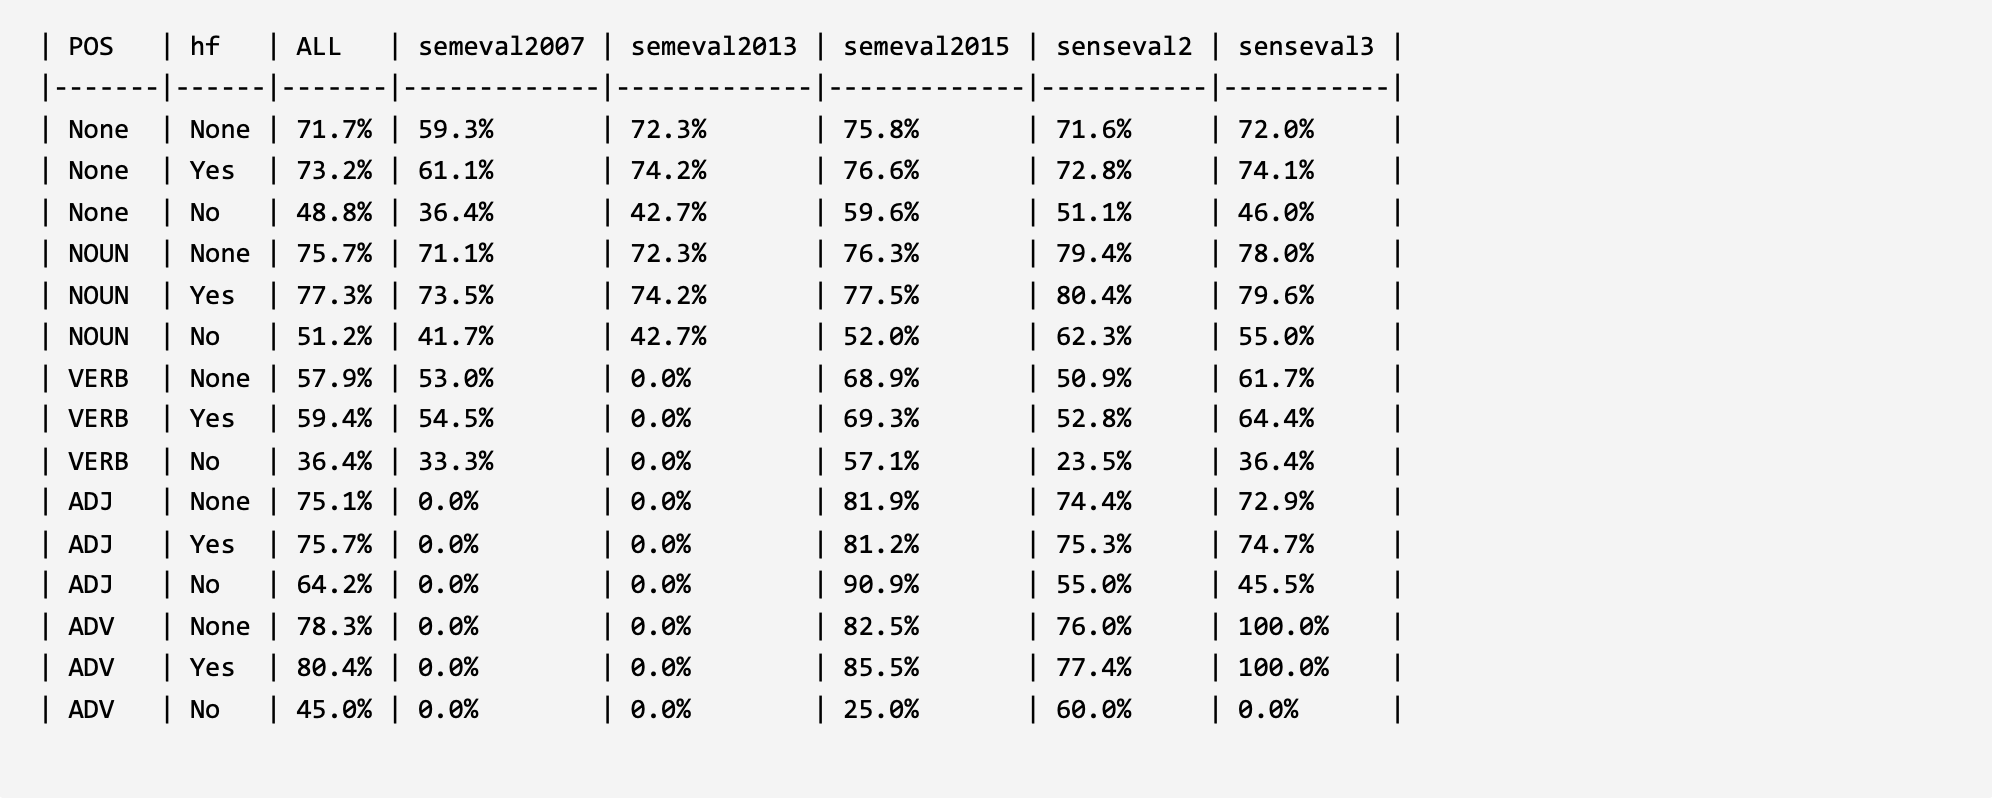 | POS   | hf   | ALL   | semeval2007 | semeval2013 | semeval2015 | senseval2 | senseval3 |
|-------|------|-------|-------------|-------------|-------------|-----------|-----------|
| None  | None | 71.7% | 59.3%       | 72.3%       | 75.8%       | 71.6%     | 72.0%     |
| None  | Yes  | 73.2% | 61.1%       | 74.2%       | 76.6%       | 72.8%     | 74.1%     |
| None  | No   | 48.8% | 36.4%       | 42.7%       | 59.6%       | 51.1%     | 46.0%     |
| NOUN  | None | 75.7% | 71.1%       | 72.3%       | 76.3%       | 79.4%     | 78.0%     |
| NOUN  | Yes  | 77.3% | 73.5%       | 74.2%       | 77.5%       | 80.4%     | 79.6%     |
| NOUN  | No   | 51.2% | 41.7%       | 42.7%       | 52.0%       | 62.3%     | 55.0%     |
| VERB  | None | 57.9% | 53.0%       | 0.0%        | 68.9%       | 50.9%     | 61.7%     |
| VERB  | Yes  | 59.4% | 54.5%       | 0.0%        | 69.3%       | 52.8%     | 64.4%     |
| VERB  | No   | 36.4% | 33.3%       | 0.0%        | 57.1%       | 23.5%     | 36.4%     |
| ADJ   | None | 75.1% | 0.0%        | 0.0%        | 81.9%       | 74.4%     | 72.9%     |
| ADJ   | Yes  | 75.7% | 0.0%        | 0.0%        | 81.2%       | 75.3%     | 74.7%     |
| ADJ   | No   | 64.2% | 0.0%        | 0.0%        | 90.9%       | 55.0%     | 45.5%     |
| ADV   | None | 78.3% | 0.0%        | 0.0%        | 82.5%       | 76.0%     | 100.0%    |
| ADV   | Yes  | 80.4% | 0.0%        | 0.0%        | 85.5%       | 77.4%     | 100.0%    |
| ADV   | No   | 45.0% | 0.0%        | 0.0%        | 25.0%       | 60.0%     | 0.0%      |